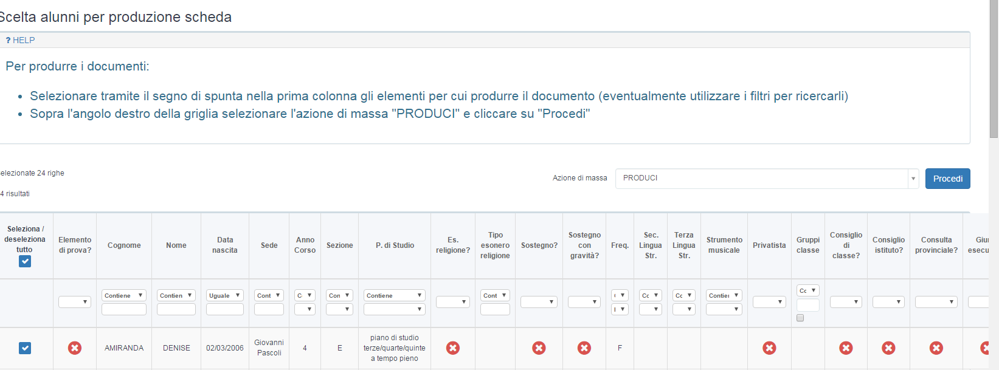 Scelta alunni per produzione scheda
? HELP
Per produrre i documenti:
• Selezionare tramite il segno di spunta nella prima colonna gli elementi per cui produrre il documento (eventualmente utilizzare i filtri per ricercarli)
• Sopra l'angolo destro della griglia selezionare l'azione di massa "PRODUCI" e cliccare su "Procedi"
elezionate 24 righe
Azione di massa PRODUCI Procedi
4 risultati
Seleziona / deseleziona tutto
Elemento di prova?
Cognome
Nome
Data nascita
Sede
Anno Corso
Sezione
P. di Studio
Es. religione?
Tipo esonero religione
Sostegno?
Sostegno con gravità?
Freq.
Sec. Lingua Str.
Terza Lingua Str.
Strumento musicale
Privatista
Gruppi classe
Consiglio di classe?
Consiglio istituto?
Consulta provinciale?
Giu
esecu
Contiene Contien Uguale Cont C Con Contiene Cont Co Co Contien Co
AMIRANDA DENISE 02/03/2006 Giovanni Pascoli 4 E piano di studio terze/quarte/quinte a tempo pieno F